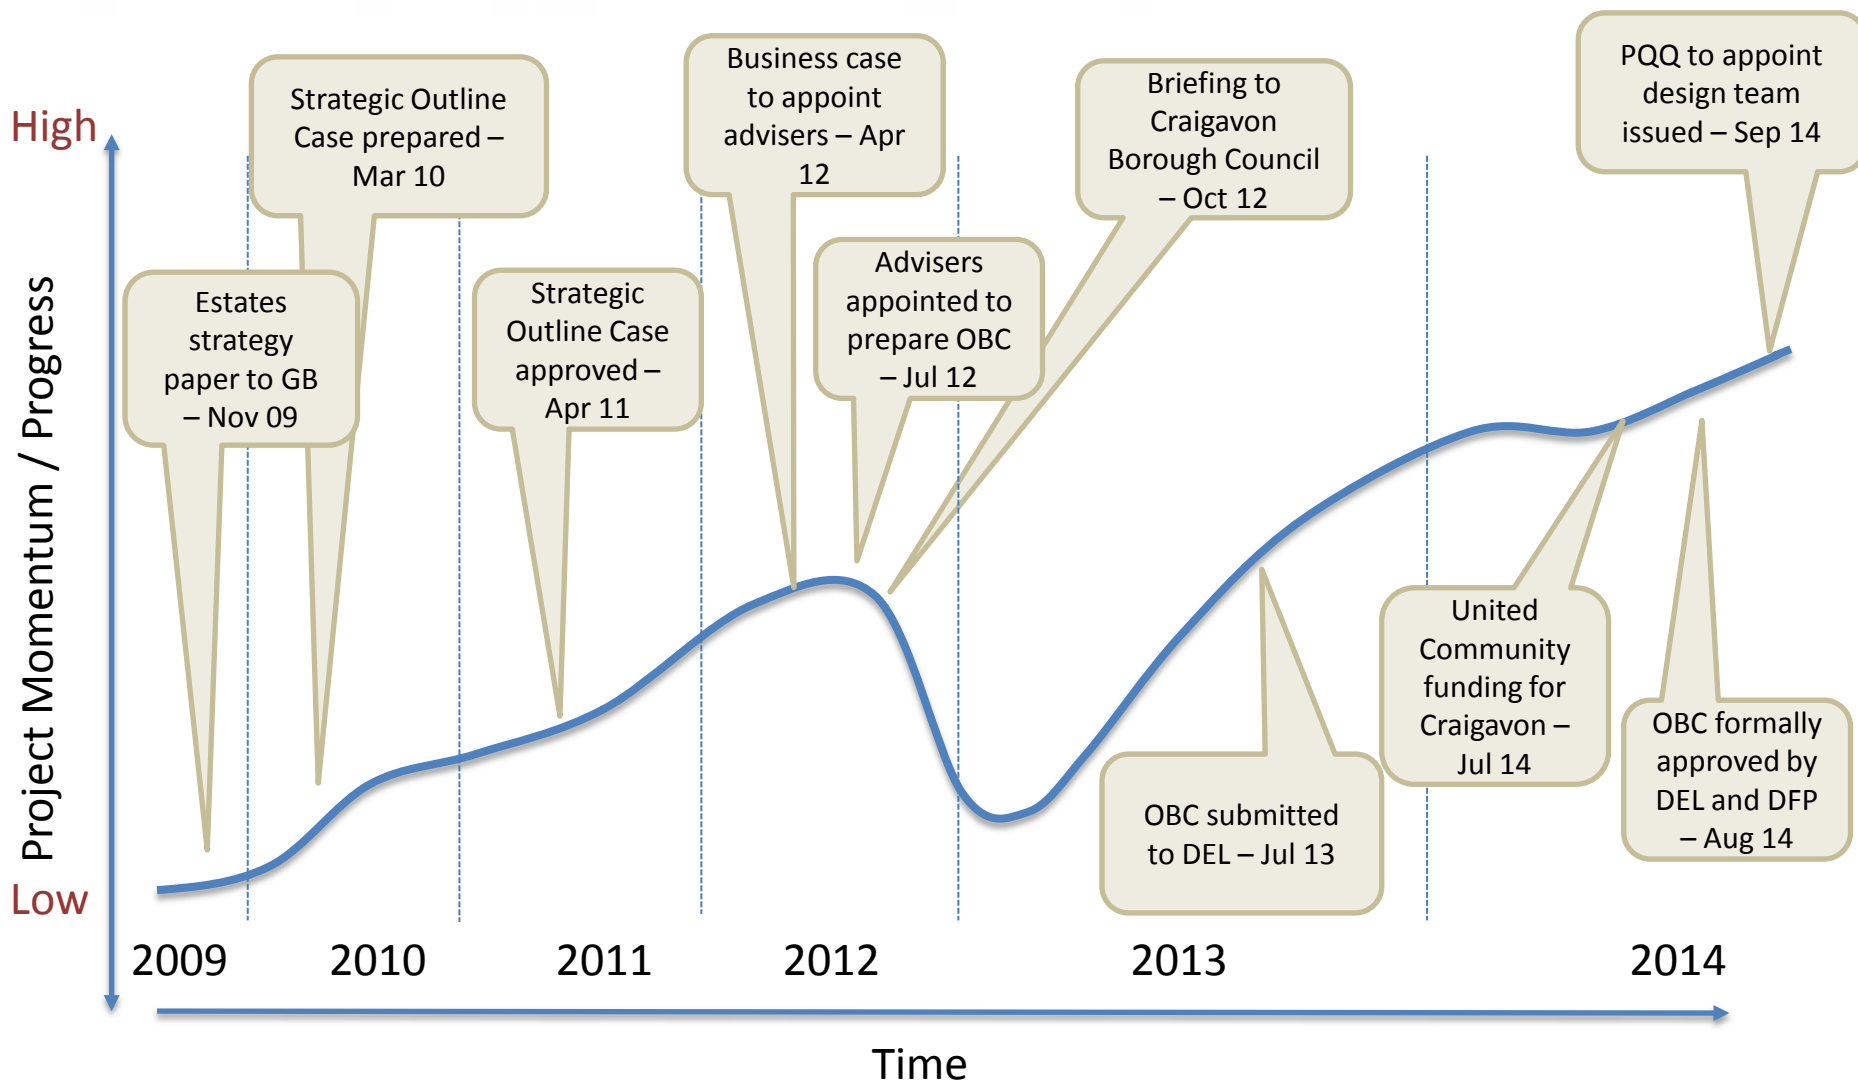 High
Project Momentum / Progress
Low
Estates
strategy
paper to GB
– Nov 09
Strategic Outline
Case prepared –
Mar 10
Strategic
Outline Case
approved –
Apr 11
Business case
to appoint
advisers – Apr
12
Advisers
appointed to
prepare OBC
– Jul 12
Briefing to
Craigavon
Borough Council
– Oct 12
OBC submitted
to DEL – Jul 13
United
Community
funding for
Craigavon –
Jul 14
OBC formally
approved by
DEL and DFP
– Aug 14
PQQ to appoint
design team
issued – Sep 14
2009
2010
2011
2012
2013
2014
Time